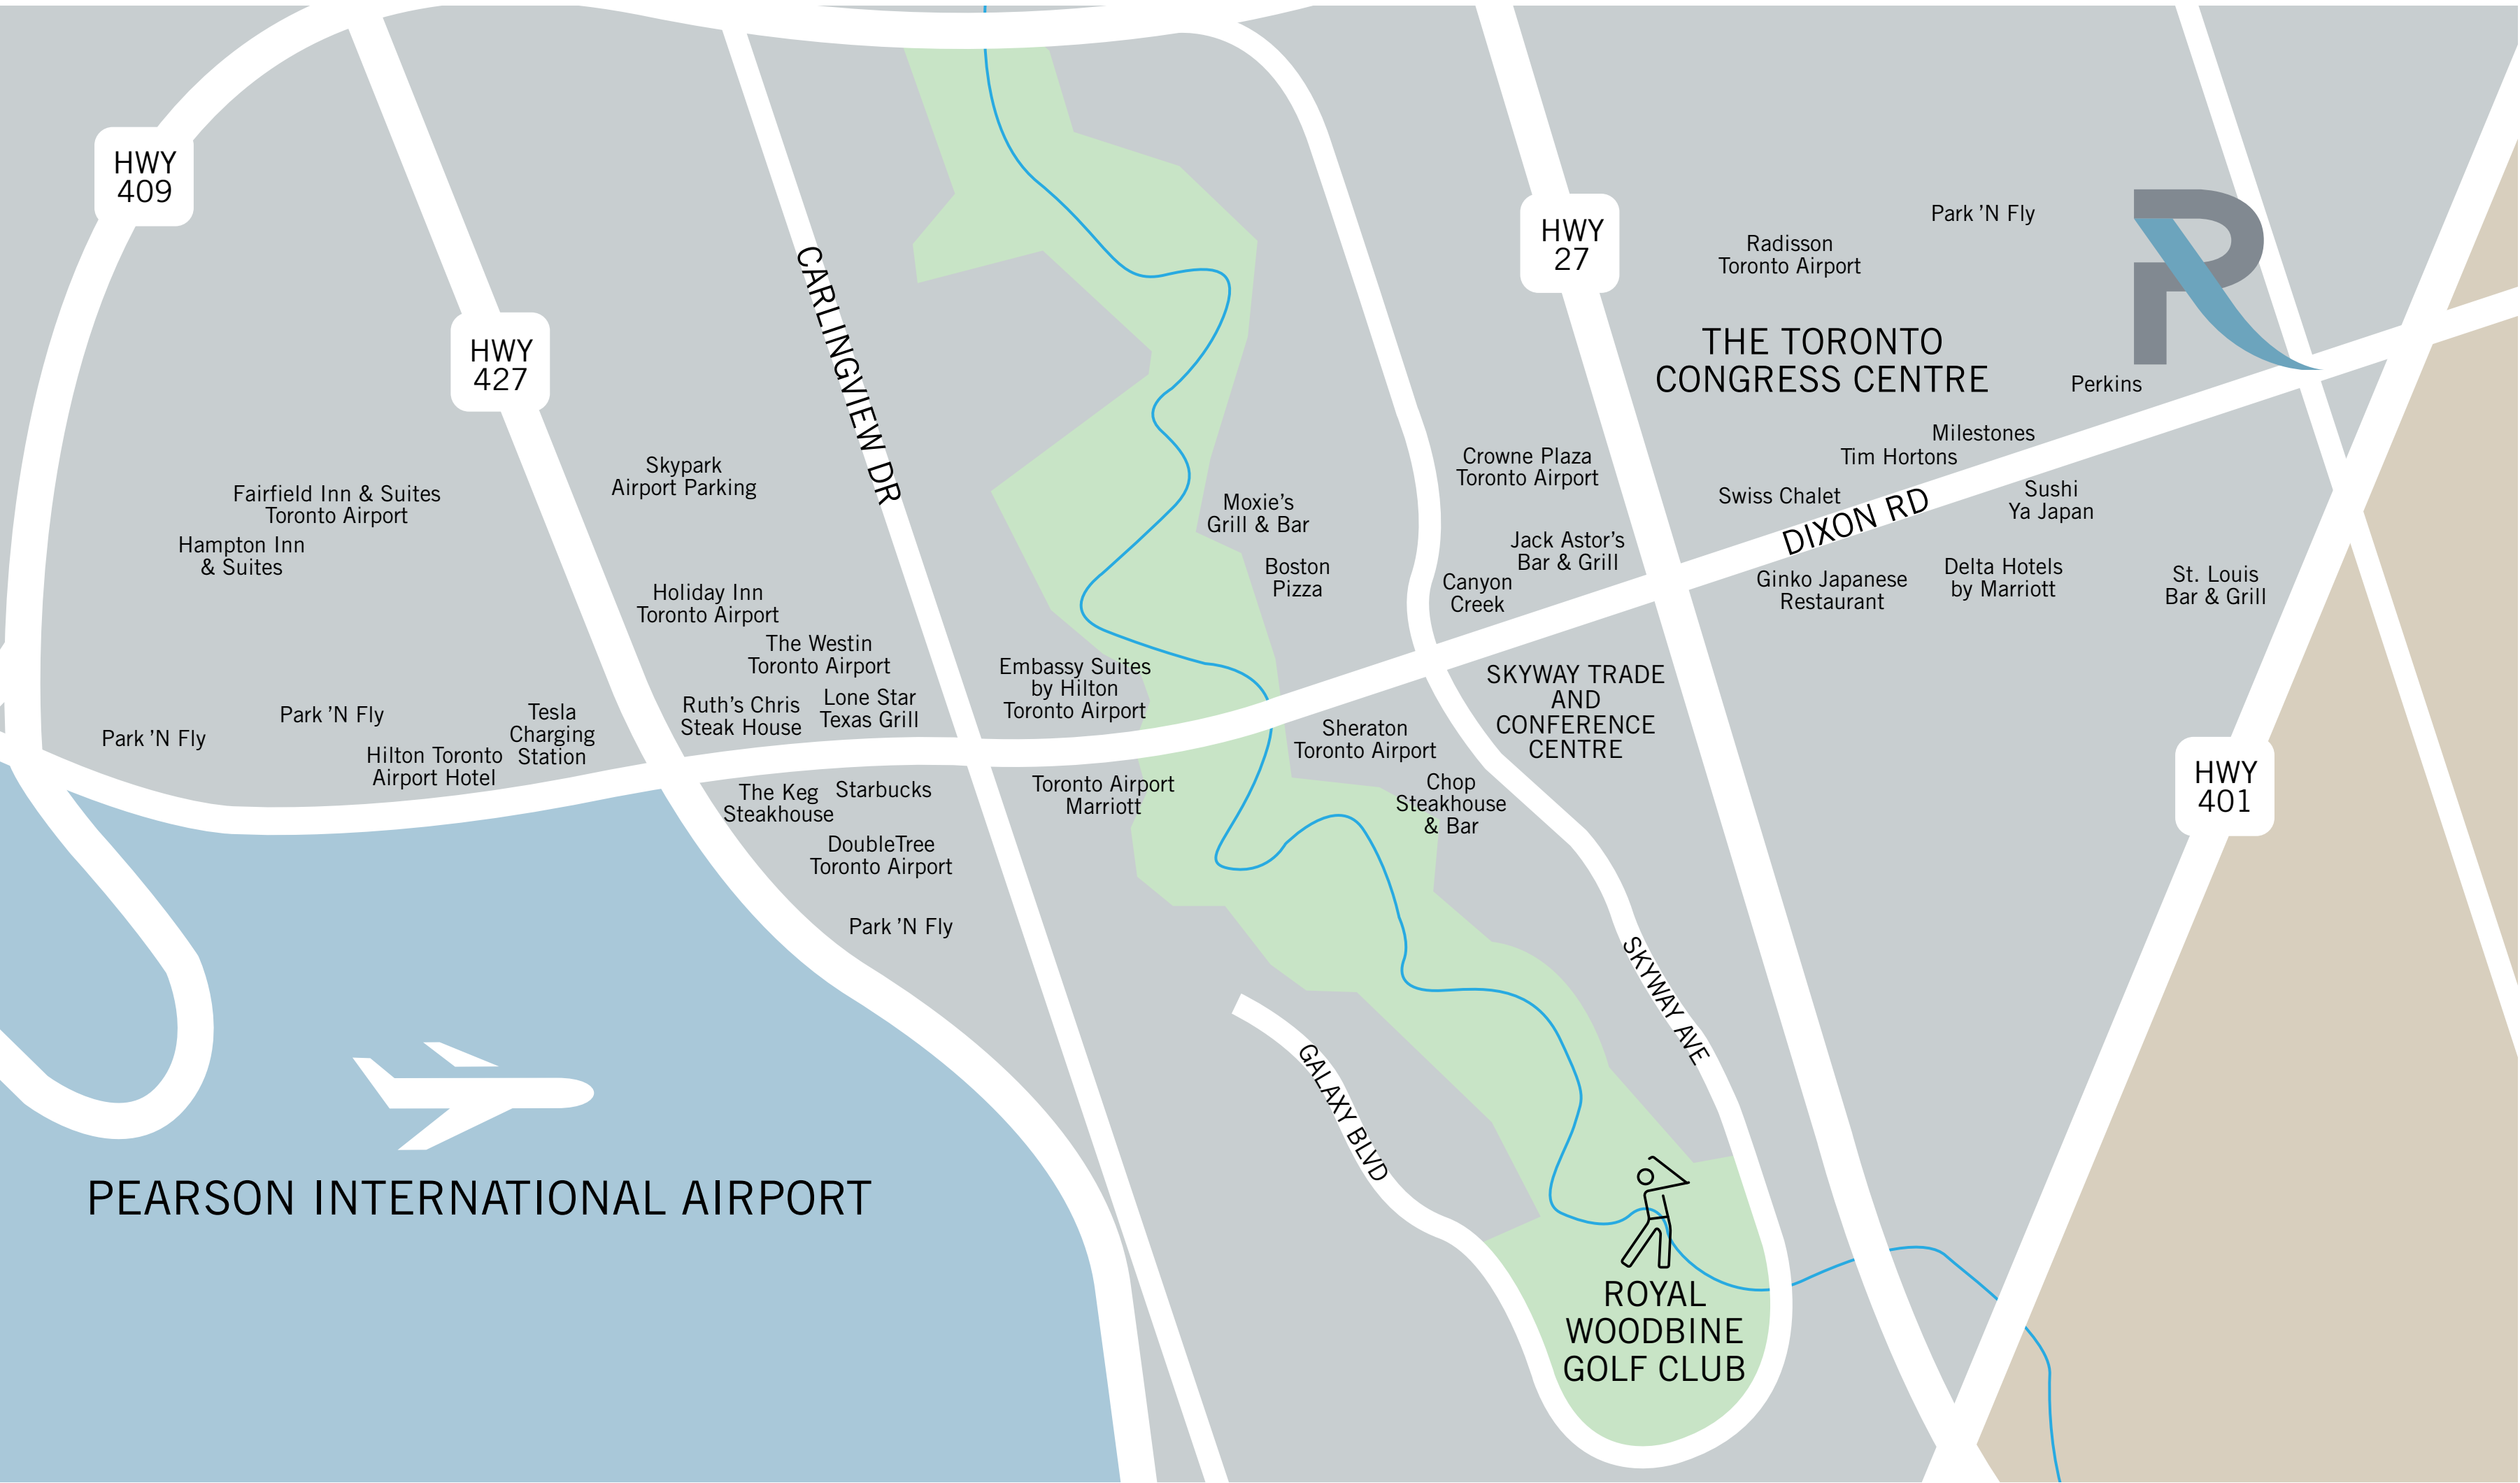 HWY
409
HWY
427
CARLINGVIEW DR
HWY
27
Park ’N Fly
Radisson
Toronto Airport
THE TORONTO
CONGRESS CENTRE
Perkins
Milestones
Tim Hortons
Swiss Chalet
DIXON RD
Sushi
Ya Japan
Crowne Plaza
Toronto Airport
Jack Astor’s
Bar & Grill
Canyon
Creek
Moxie’s
Grill & Bar
Boston
Pizza
Ginko Japanese
Restaurant
Delta Hotels
by Marriott
St. Louis
Bar & Grill
Skypark
Airport Parking
Fairfield Inn & Suites
Toronto Airport
Hampton Inn
& Suites
Holiday Inn
Toronto Airport
The Westin
Toronto Airport
Ruth’s Chris
Steak House
Lone Star
Texas Grill
Embassy Suites
by Hilton
Toronto Airport
Park ’N Fly
Park ’N Fly
Hilton Toronto
Airport Hotel
Tesla
Charging
Station
SKYWAY TRADE
AND
CONFERENCE
CENTRE
Sheraton
Toronto Airport
Chop
Steakhouse
& Bar
Toronto Airport
Marriott
The Keg
Steakhouse
Starbucks
DoubleTree
Toronto Airport
Park ’N Fly
HWY
401
SKYWAY AVE
GALAXY BLVD
PEARSON INTERNATIONAL AIRPORT
ROYAL
WOODBINE
GOLF CLUB